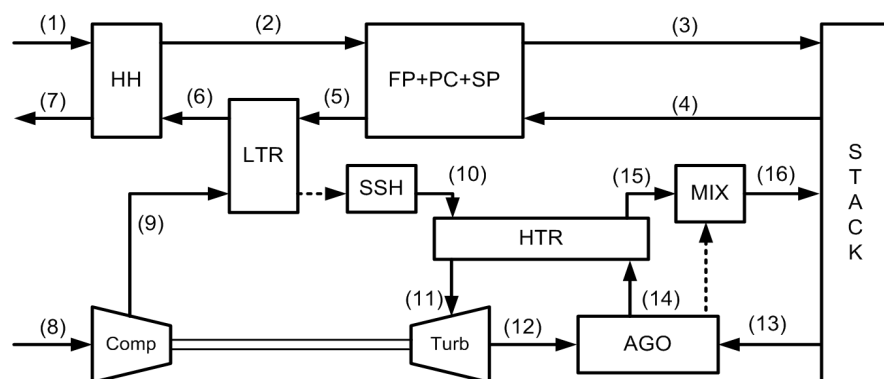 (1)
(2)
(3)
HH
FP+PC+SP
(7)
(6)
(5)
(4)
LTR
SSH
(10)
(15)
MIX
(16)
STACK
(9)
HTR
(11)
(14)
(8)
Comp
Turb
(12)
AGO
(13)